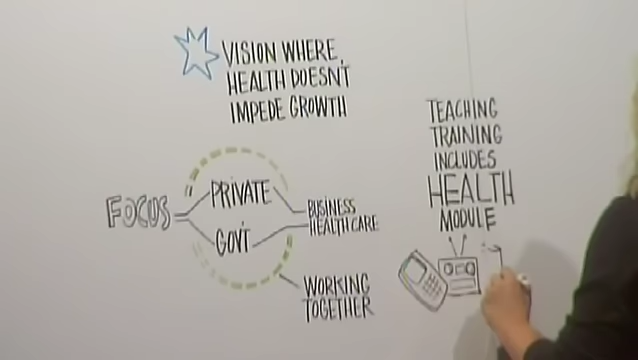 VISION WHERE,
HEALTH DOESN'T
IMPEDE GROWTH
TEACHING
TRAINING
INCLUDES
HEALTH
MODULE
FOCUS
PRIVATE
GOV'T
BUSINESS
HEALTH CARE
WORKING
TOGETHER